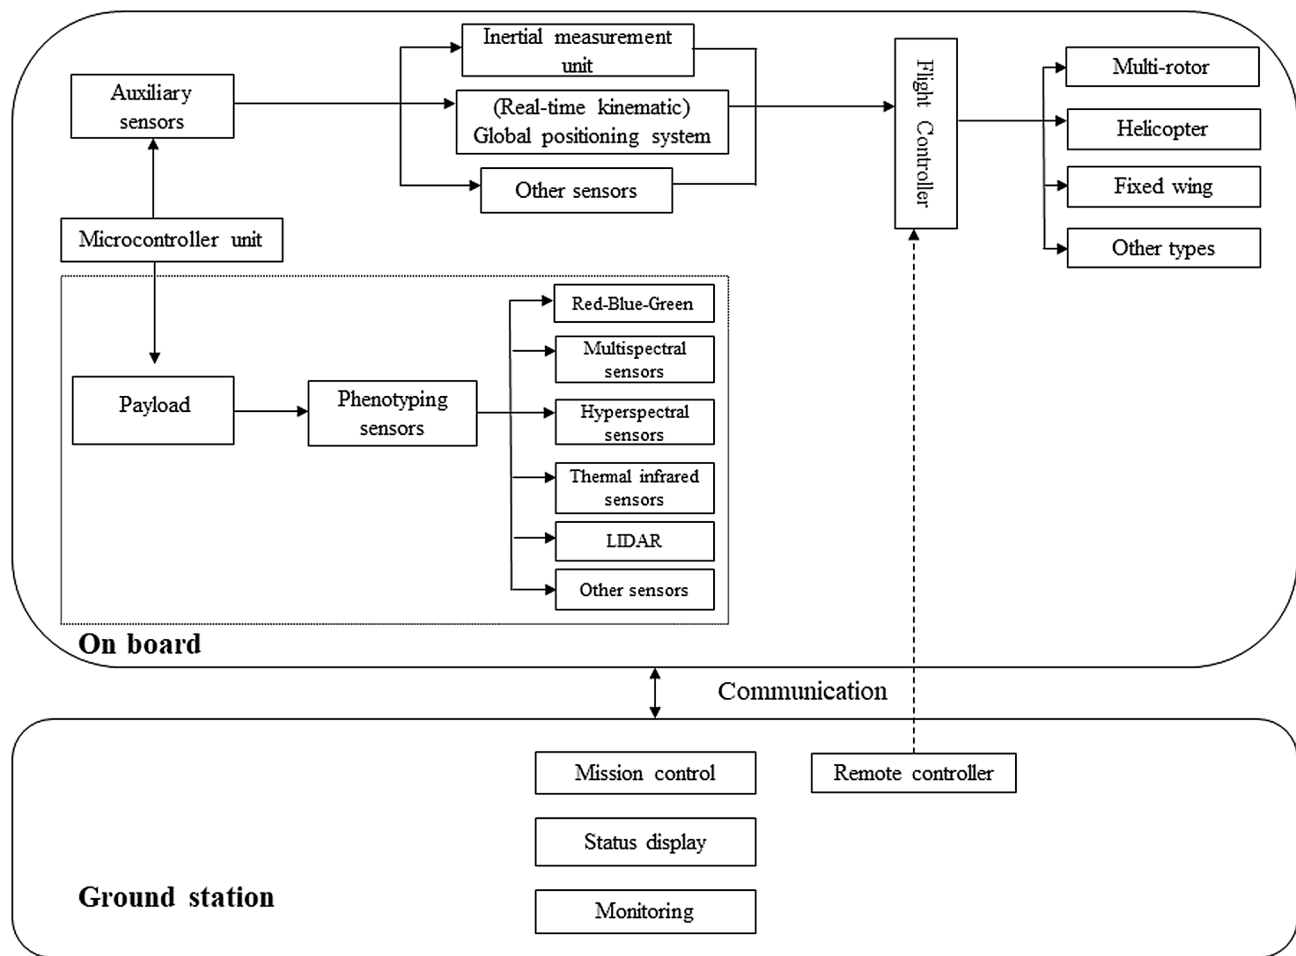 Inertial measurement
unit
Auxiliary
sensors
(Real-time kinematic)
Global positioning system
Other sensors
Flight Controller
Multi-rotor
Helicopter
Fixed wing
Other types
Microcontroller unit
Payload
Phenotyping
sensors
Red-Blue-Green
Multispectral
sensors
Hyperspectral
sensors
Thermal infrared
sensors
LIDAR
Other sensors
On board
Communication
Mission control
Remote controller
Status display
Ground station
Monitoring